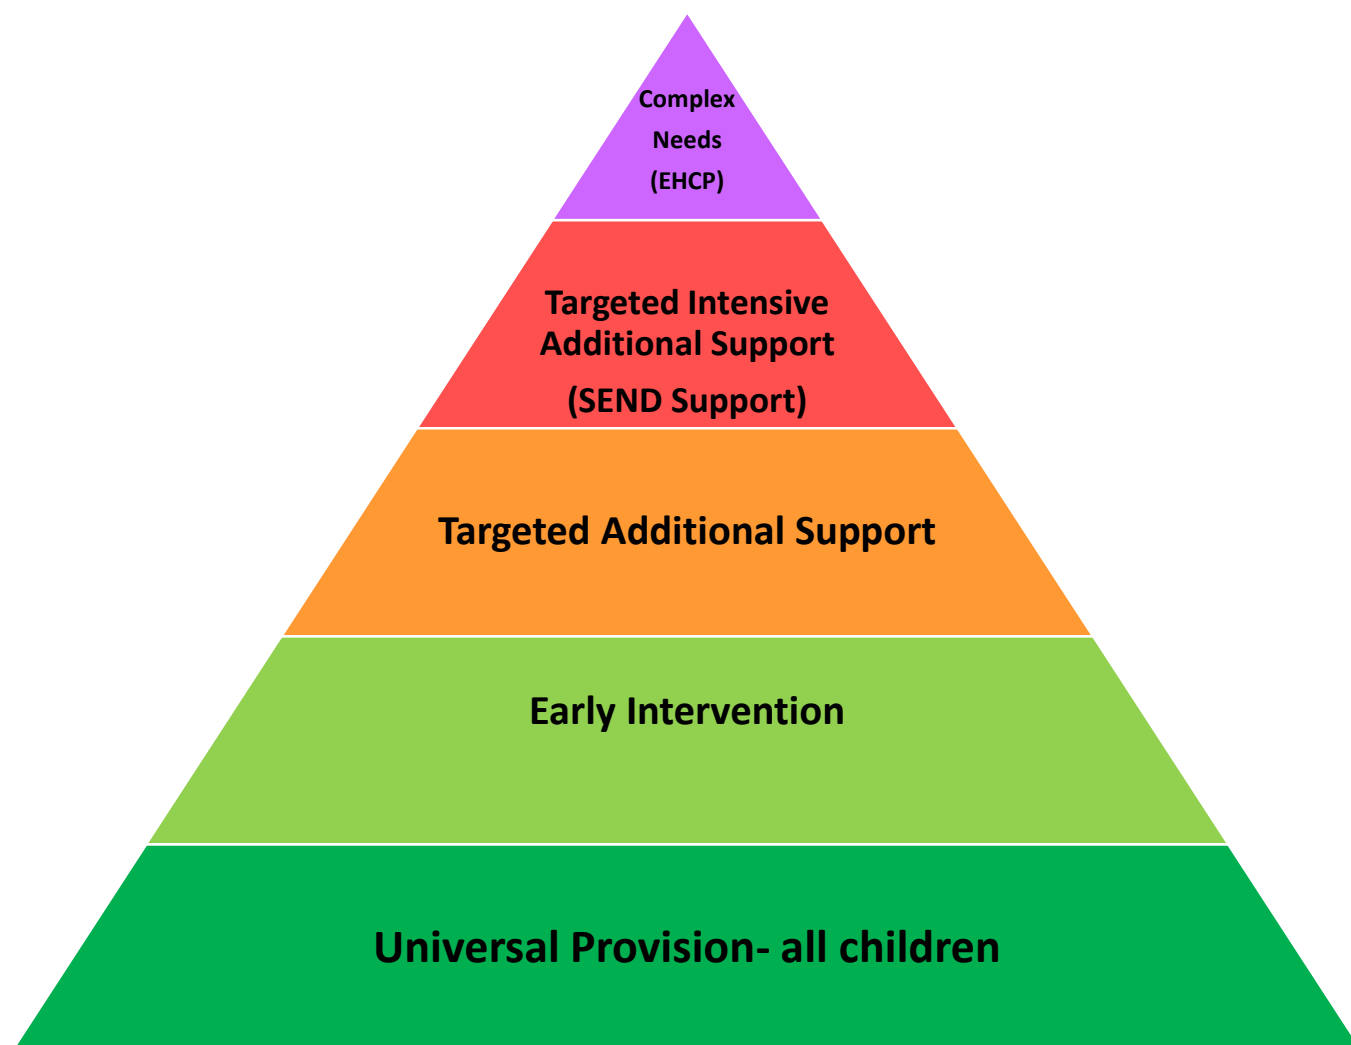 Complex
Needs
(EHCP)
Targeted Intensive
Additional Support
(SEND Support)
Targeted Additional Support
Early Intervention
Universal Provision- all children